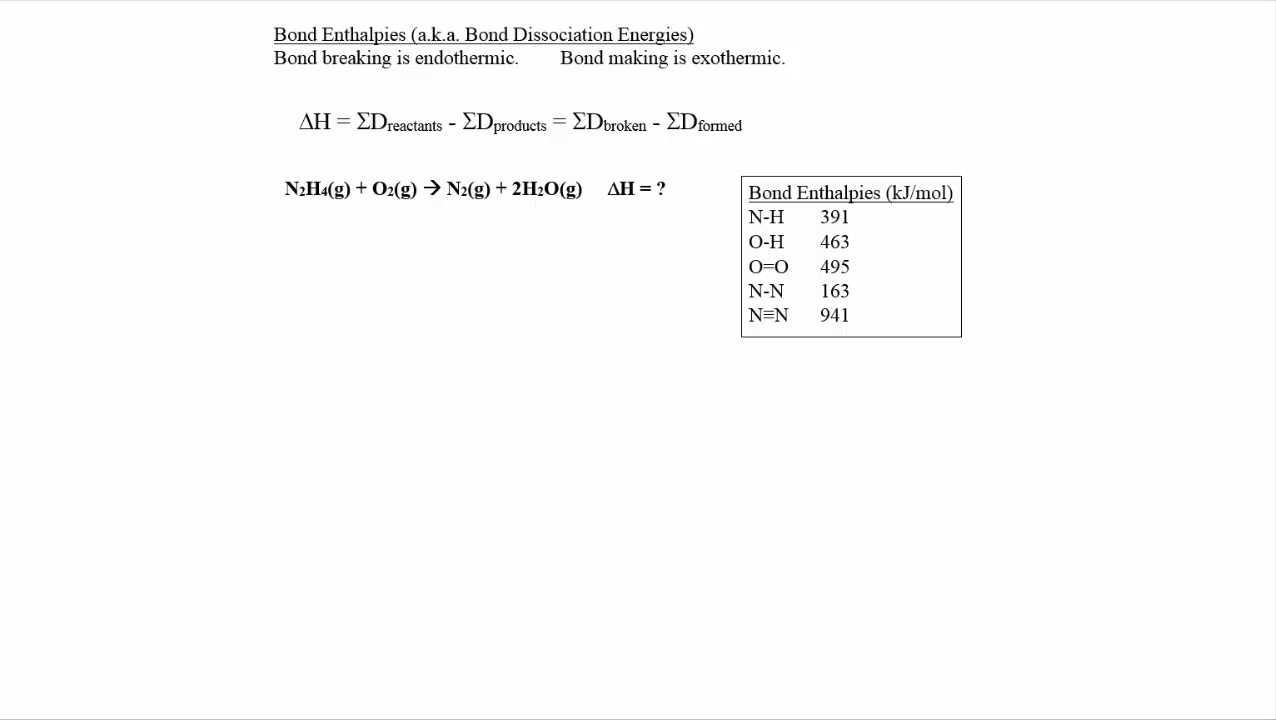 Bond Enthalpies (a.k.a. Bond Dissociation Energies)
Bond breaking is endothermic. Bond making is exothermic.
ΔH = ΣDreactants - ΣDproducts = ΣDbroken - ΣDformed
N₂H₄(g) + O₂(g) → N₂(g) + 2H₂O(g) ΔH = ?
Bond Enthalpies (kJ/mol)
N-H 391
O-H 463
O=O 495
N-N 163
N≡N 941